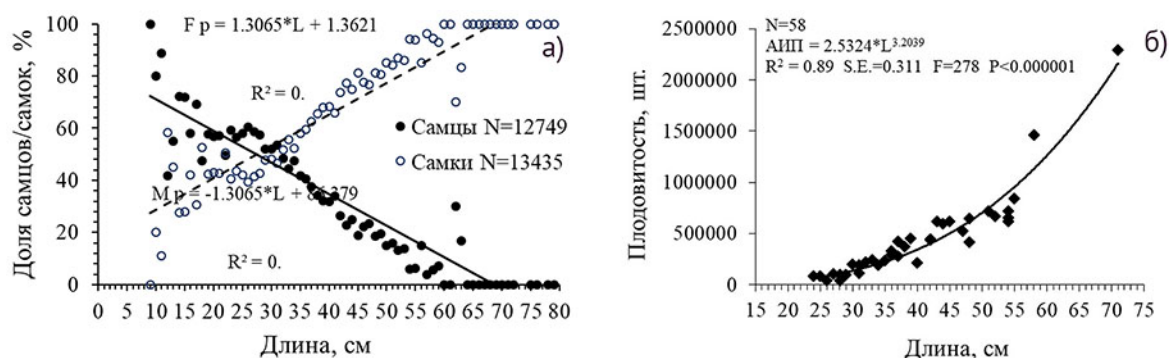 F p = 1.3065*L + 1.3621
а)
R² = 0.
Самцы N=12749
Самки N=13435
R² = 0.
Доля самцов/самок, %
100
80
60
40
20
0
0 5 10 15 20 25 30 35 40 45 50 55 60 65 70 75 80
Длина, см
б)
N=58
АИП = 2.5324*L^3.2039
R² = 0.89 S.E.=0.311 F=278 P<0.000001
Плодовитость, шт.
2500000
2000000
1500000
1000000
500000
0
15 20 25 30 35 40 45 50 55 60 65 70 75
Длина, см